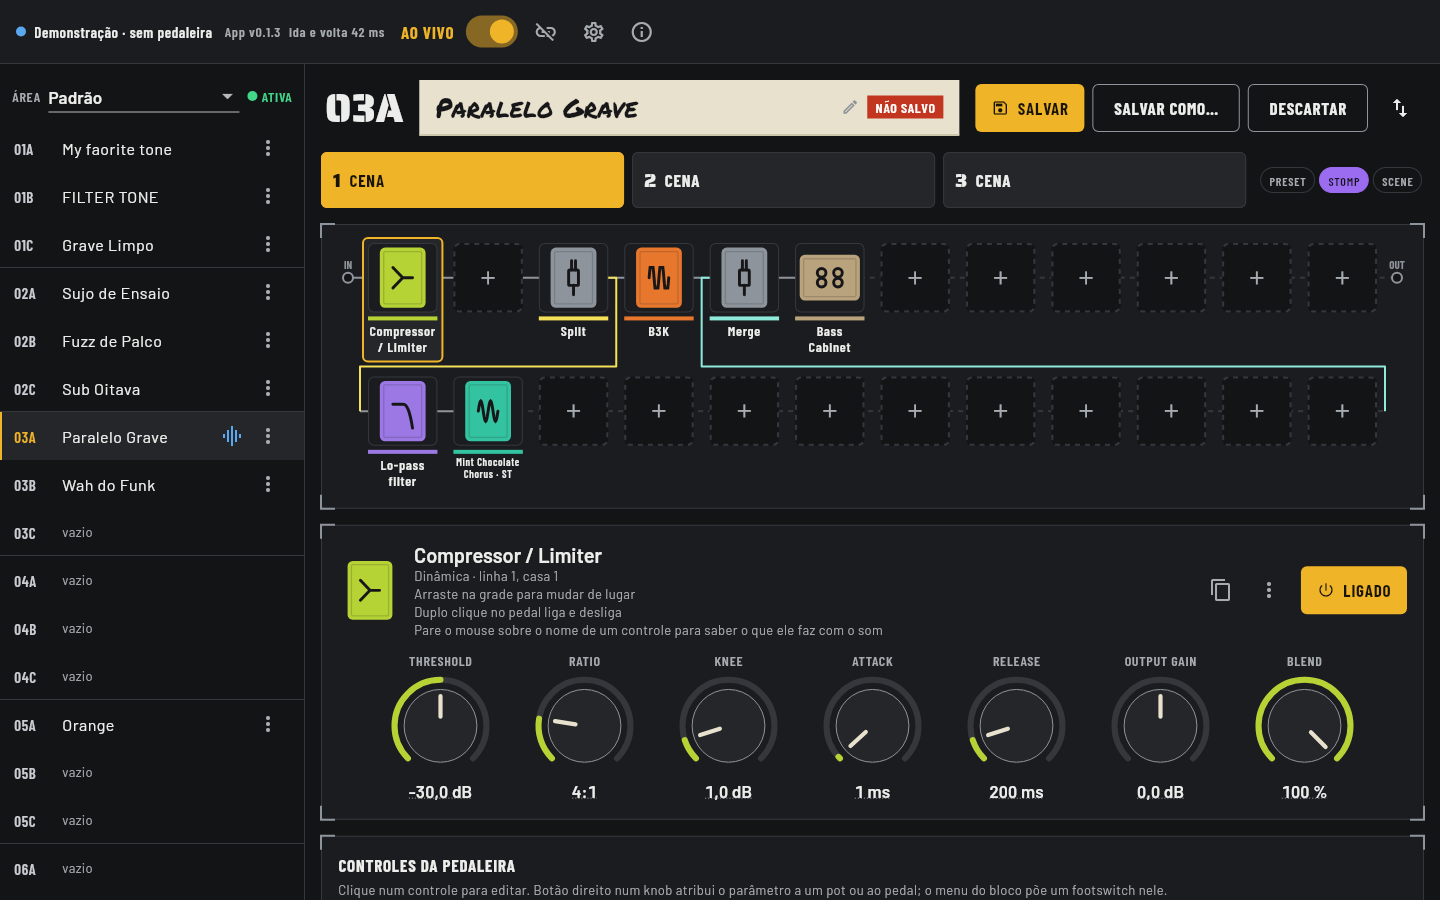 Demonstração · sem pedaleira App v0.1.3 Ida e volta 42 ms AO VIVO
ÁREA Padrão ATIVA
01A My faorite tone
01B FILTER TONE
01C Grave Limpo
02A Sujo de Ensaio
02B Fuzz de Palco
02C Sub Oitava
03A Paralelo Grave
03B Wah do Funk
03C vazio
04A vazio
04B vazio
04C vazio
05A Orange
05B vazio
05C vazio
06A vazio
03A Paralelo Grave NÃO SALVO SALVAR SALVAR COMO... DESCARTAR
1 CENA 2 CENA 3 CENA PRESET STOMP SCENE
IN OUT
88
Compressor / Limiter
Split
B3K
Merge
Bass Cabinet
Lo-pass filter
Mint Chocolate Chorus · ST
Compressor / Limiter
Dinâmica · linha 1, casa 1
Arraste na grade para mudar de lugar
Duplo clique no pedal liga e desliga
Pare o mouse sobre o nome de um controle para saber o que ele faz com o som
LIGADO
THRESHOLD RATIO KNEE ATTACK RELEASE OUTPUT GAIN BLEND
-30,0 dB 4:1 1,0 dB 1 ms 200 ms 0,0 dB 100 %
CONTROLES DA PEDALEIRA
Clique num controle para editar. Botão direito num knob atribui o parâmetro a um pot ou ao pedal; o menu do bloco põe um footswitch nele.